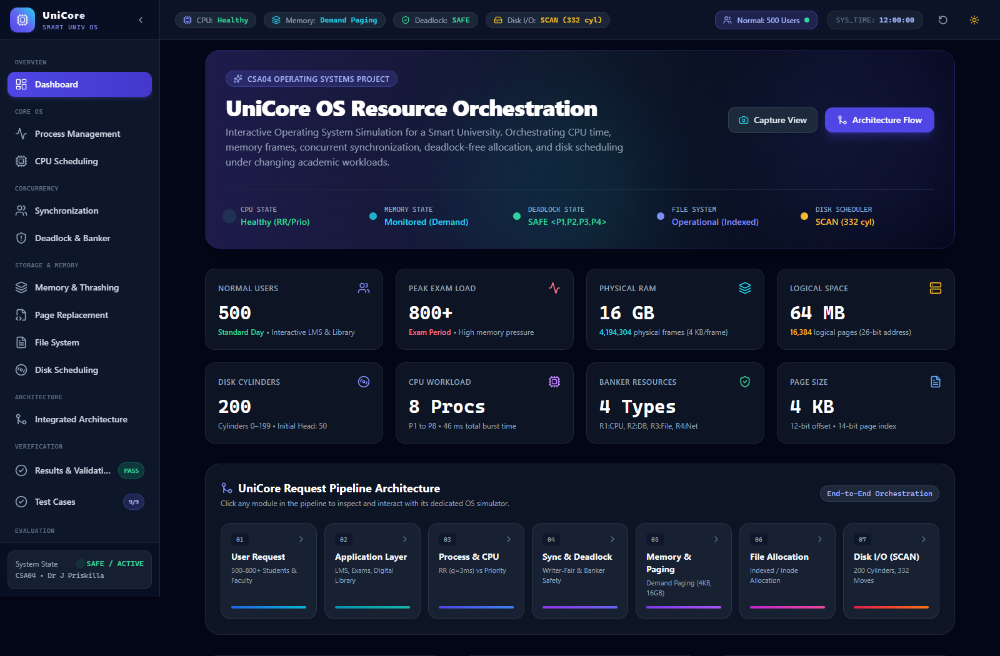 UniCore
SMART UNIV OS
CPU: Healthy
Memory: Demand Paging
Deadlock: SAFE
Disk I/O: SCAN (332 cyl)
Normal: 500 Users
SYS_TIME: 12:00:00
OVERVIEW
Dashboard
CORE OS
Process Management
CPU Scheduling
CONCURRENCY
Synchronization
Deadlock & Banker
STORAGE & MEMORY
Memory & Thrashing
Page Replacement
File System
Disk Scheduling
ARCHITECTURE
Integrated Architecture
VERIFICATION
Results & Validati... PASS
Test Cases 9/9
EVALUATION
System State SAFE / ACTIVE
CSA04 • Dr J Priskilla
CSA04 OPERATING SYSTEMS PROJECT
UniCore OS Resource Orchestration
Interactive Operating System Simulation for a Smart University. Orchestrating CPU time,
memory frames, concurrent synchronization, deadlock-free allocation, and disk scheduling
under changing academic workloads.
Capture View
Architecture Flow
CPU STATE
Healthy (RR/Prio)
MEMORY STATE
Monitored (Demand)
DEADLOCK STATE
SAFE <P1,P2,P3,P4>
FILE SYSTEM
Operational (Indexed)
DISK SCHEDULER
SCAN (332 cyl)
NORMAL USERS
500
Standard Day • Interactive LMS & Library
PEAK EXAM LOAD
800+
Exam Period • High memory pressure
PHYSICAL RAM
16 GB
4,194,304 physical frames (4 KB/frame)
LOGICAL SPACE
64 MB
16,384 logical pages (26-bit address)
DISK CYLINDERS
200
Cylinders 0–199 • Initial Head: 50
CPU WORKLOAD
8 Procs
P1 to P8 • 46 ms total burst time
BANKER RESOURCES
4 Types
R1:CPU, R2:DB, R3:File, R4:Net
PAGE SIZE
4 KB
12-bit offset • 14-bit page index
UniCore Request Pipeline Architecture
Click any module in the pipeline to inspect and interact with its dedicated OS simulator.
End-to-End Orchestration
01
User Request
500-800+ Students &
Faculty
02
Application Layer
LMS, Exams, Digital
Library
03
Process & CPU
RR (q=3ms) vs Priority
04
Sync & Deadlock
Writer-Fair & Banker
Safety
05
Memory &
Paging
Demand Paging (4KB,
16GB)
06
File Allocation
Indexed / Inode
Allocation
07
Disk I/O (SCAN)
200 Cylinders, 332
Moves